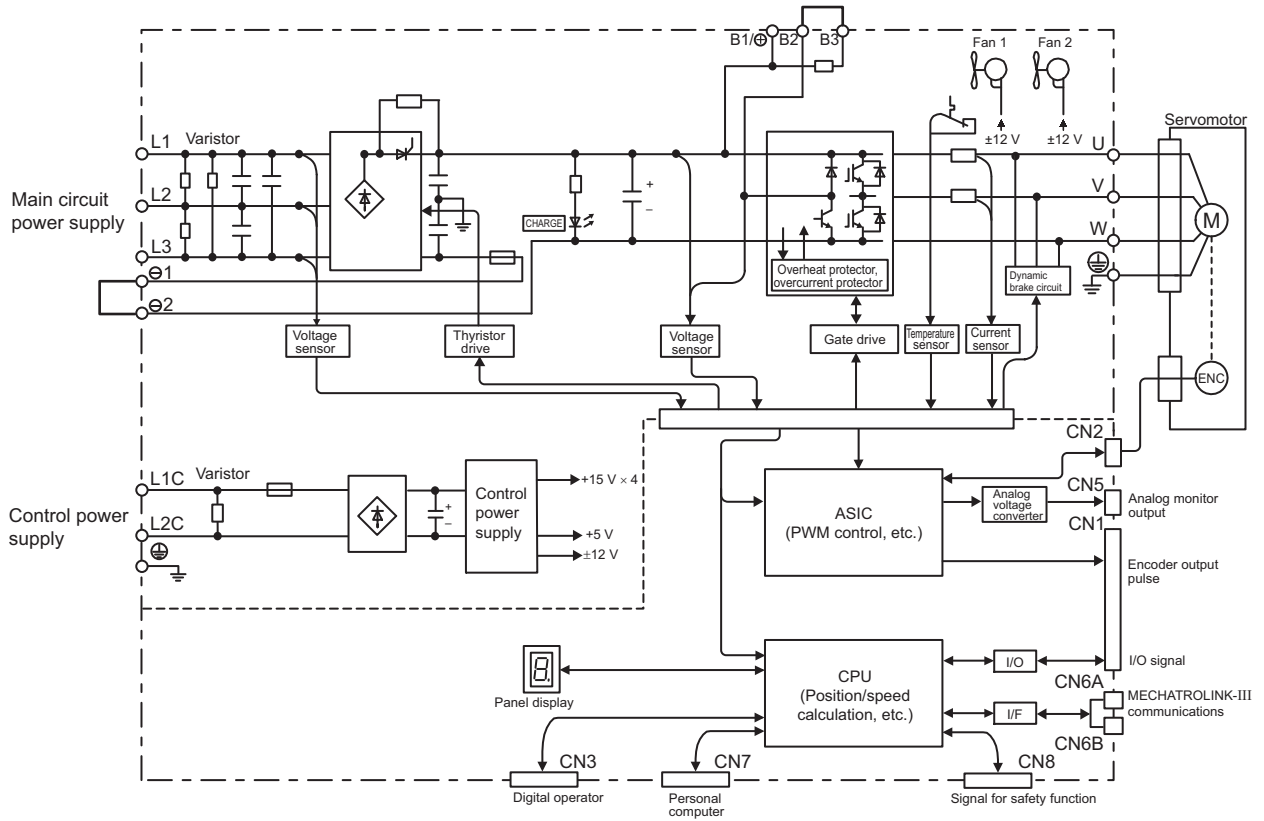 B1/⊕ B2 B3
Fan 1 Fan 2
±12 V ±12 V
Servomotor
L1 Varistor
U
Main circuit
power supply
L2
V
CHARGE
+
–
M
L3
W
⊖1
Overheat protector,
overcurrent protector
Dynamic
brake circuit
⊖2
Voltage
sensor
Thyristor
drive
Voltage
sensor
Gate drive
Temperature
sensor
Current
sensor
ENC
CN2
L1C Varistor
Control power
supply
+
–
Control
power
supply
+15 V × 4
+5 V
±12 V
L2C
ASIC
(PWM control, etc.)
Analog
voltage
converter
CN5
Analog monitor
output
CN1
Encoder output
pulse
I/O
I/O signal
8.
Panel display
CPU
(Position/speed
calculation, etc.)
CN6A
I/F
MECHATROLINK-III
communications
CN6B
CN3 CN7 CN8
Digital operator
Personal
computer
Signal for safety function